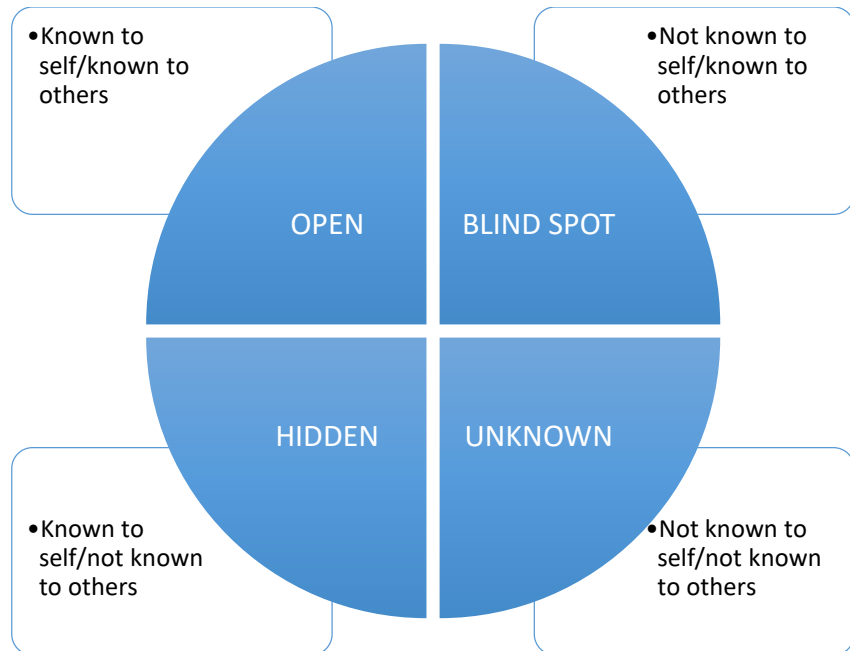 •Known to
self/known to
others
•Not known to
self/known to
others
OPEN
BLIND SPOT
HIDDEN
UNKNOWN
•Known to
self/not known
to others
•Not known to
self/not known
to others